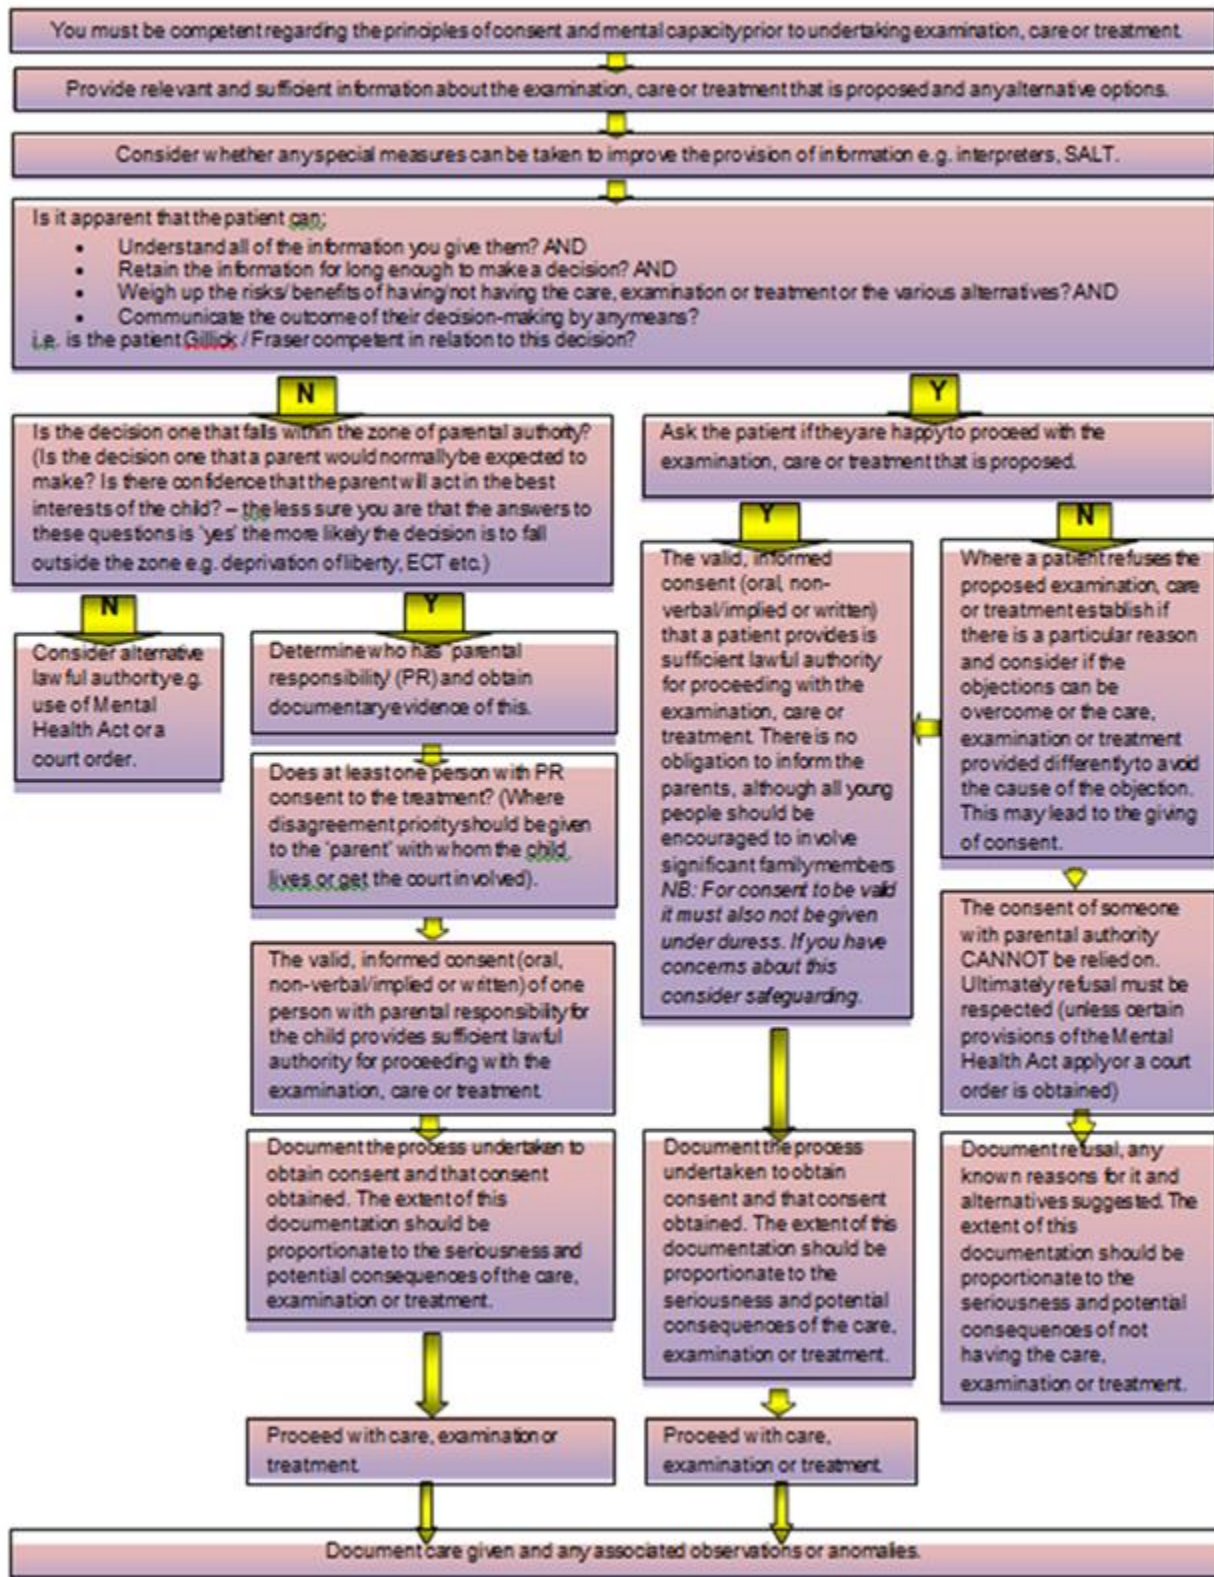 You must be competent regarding the principles of consent and mental capacity prior to undertaking examination, care or treatment.
Provide relevant and sufficient information about the examination, care or treatment that is proposed and any alternative options.
Consider whether any special measures can be taken to improve the provision of information e.g. interpreters, SALT.
Is it apparent that the patient can;
• Understand all of the information you give them? AND
• Retain the information for long enough to make a decision? AND
• Weigh up the risks/ benefits of having/not having the care, examination or treatment or the various alternatives? AND
• Communicate the outcome of their decision-making by any means?
i.e. is the patient Gillick / Fraser competent in relation to this decision?
N
Y
Is the decision one that falls within the zone of parental authority?
(Is the decision one that a parent would normally be expected to
make? Is there confidence that the parent will act in the best
interests of the child? – the less sure you are that the answers to
these questions is 'yes' the more likely the decision is to fall
outside the zone e.g. deprivation of liberty, ECT etc.)
Ask the patient if they are happy to proceed with the
examination, care or treatment that is proposed.
N
Y
Y
N
Consider alternative
lawful authority e.g.
use of Mental
Health Act or a
court order.
Determine who has 'parental
responsibility' (PR) and obtain
documentary evidence of this.
Does at least one person with PR
consent to the treatment? (Where
disagreement priority should be given
to the 'parent' with whom the child
lives or get the court involved).
The valid, informed consent (oral,
non-verbal/implied or written) of one
person with parental responsibility for
the child provides sufficient lawful
authority for proceeding with the
examination, care or treatment.
Document the process undertaken to
obtain consent and that consent
obtained. The extent of this
documentation should be
proportionate to the seriousness and
potential consequences of the care,
examination or treatment.
Proceed with care, examination or
treatment.
The valid, informed
consent (oral, non-
verbal/implied or written)
that a patient provides is
sufficient lawful authority
for proceeding with the
examination, care or
treatment. There is no
obligation to inform the
parents, although all young
people should be
encouraged to involve
significant family members
NB: For consent to be valid
it must also not be given
under duress. If you have
concerns about this
consider safeguarding.
Document the process
undertaken to obtain
consent and that consent
obtained. The extent of this
documentation should be
proportionate to the
seriousness and potential
consequences of the care,
examination or treatment.
Proceed with care,
examination or treatment.
Where a patient refuses the
proposed examination, care
or treatment establish if
there is a particular reason
and consider if the
objections can be
overcome or the care,
examination or treatment
provided differently to avoid
the cause of the objection.
This may lead to the giving
of consent.
The consent of someone
with parental authority
CANNOT be relied on.
Ultimately refusal must be
respected (unless certain
provisions of the Mental
Health Act apply or a court
order is obtained)
Document refusal, any
known reasons for it and
alternatives suggested. The
extent of this
documentation should be
proportionate to the
seriousness and potential
consequences of not
having the care,
examination or treatment.
Document care given and any associated observations or anomalies.